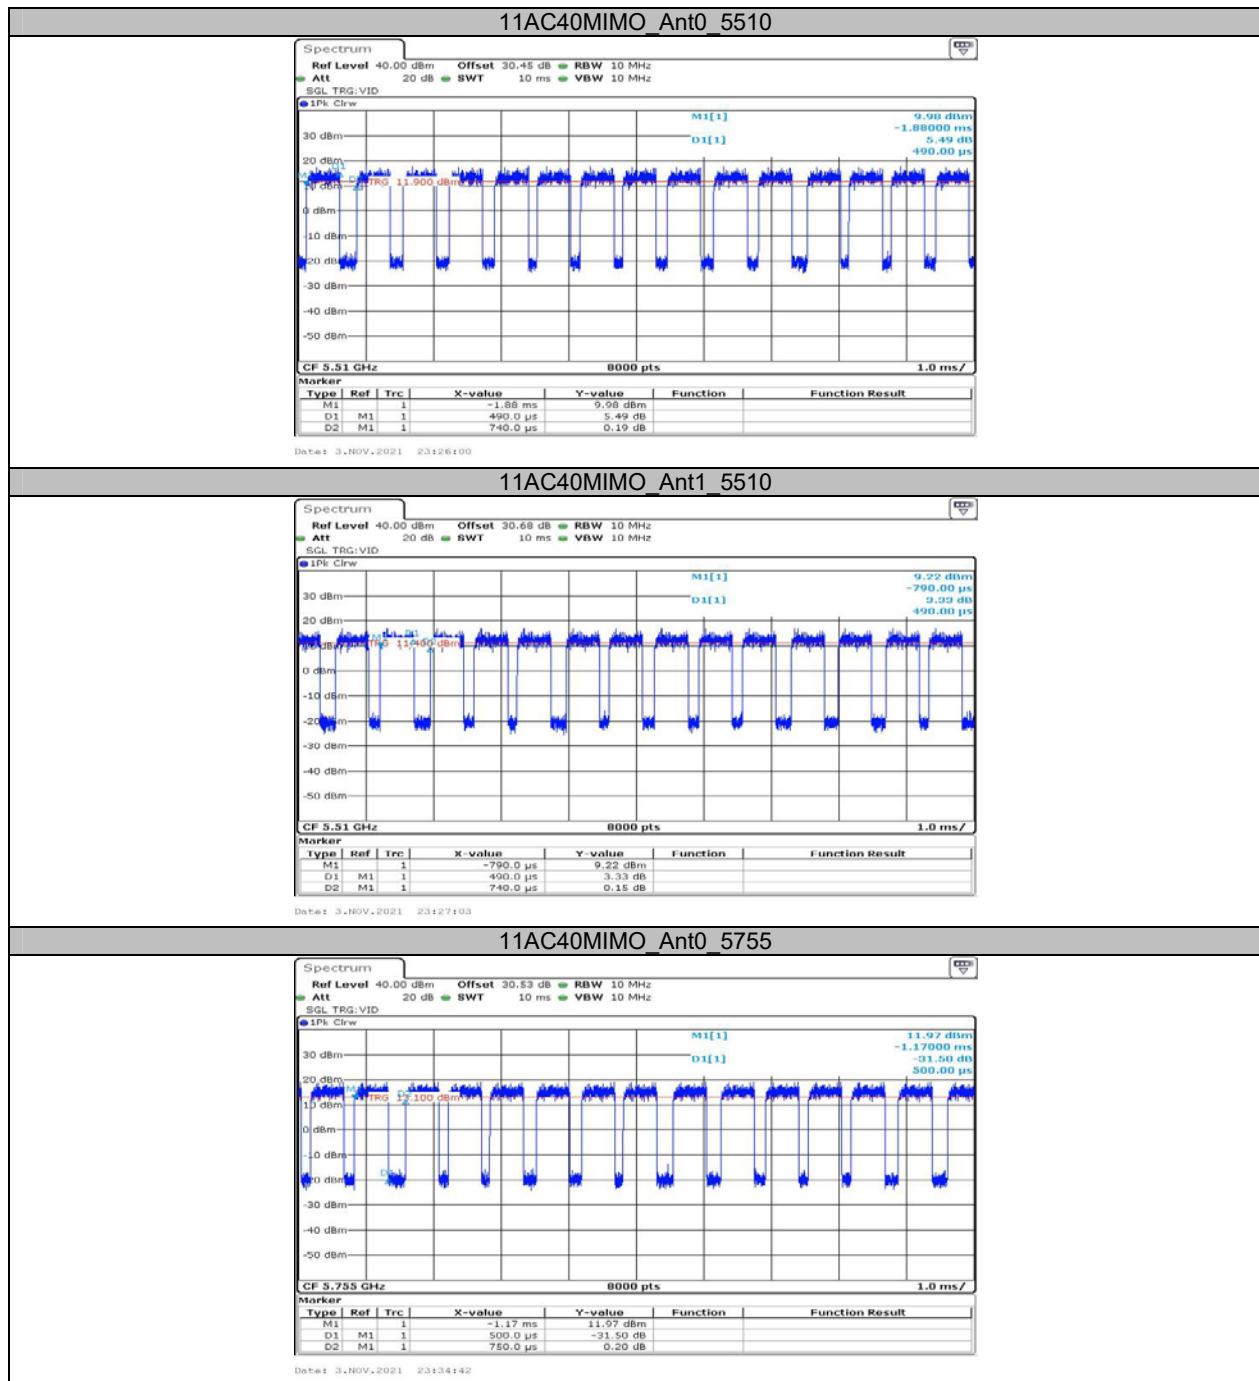 11AC40MIMO_Ant0_5510
Spectrum
Ref Level 40.00 dBm Offset 30.45 dB RBW 10 MHz
Att 20 dB SWT 10 ms VBW 10 MHz
SGL TRG:VID
1Pk Clrw
M1[1] 9.98 dBm
-1.88000 ms
D1[1] 5.49 dB
490.00 µs
30 dBm
20 dBm
D1
TRG 11.900 dBm
0 dBm
-10 dBm
-20 dBm
-30 dBm
-40 dBm
-50 dBm
CF 5.51 GHz 8000 pts 1.0 ms/
Marker
Type Ref Trc X-value Y-value Function Function Result
M1 1 -1.88 ms 9.98 dBm
D1 M1 1 490.0 µs 5.49 dB
D2 M1 1 740.0 µs 0.19 dB
Date: 3.NOV.2021 23:26:00
11AC40MIMO_Ant1_5510
Spectrum
Ref Level 40.00 dBm Offset 30.68 dB RBW 10 MHz
Att 20 dB SWT 10 ms VBW 10 MHz
SGL TRG:VID
1Pk Clrw
M1[1] 9.22 dBm
-790.00 µs
D1[1] 3.33 dB
490.00 µs
30 dBm
20 dBm
D1
TRG 11.400 dBm
0 dBm
-10 dBm
-20 dBm
-30 dBm
-40 dBm
-50 dBm
CF 5.51 GHz 8000 pts 1.0 ms/
Marker
Type Ref Trc X-value Y-value Function Function Result
M1 1 -790.0 µs 9.22 dBm
D1 M1 1 490.0 µs 3.33 dB
D2 M1 1 740.0 µs 0.15 dB
Date: 3.NOV.2021 23:27:03
11AC40MIMO_Ant0_5755
Spectrum
Ref Level 40.00 dBm Offset 30.53 dB RBW 10 MHz
Att 20 dB SWT 10 ms VBW 10 MHz
SGL TRG:VID
1Pk Clrw
M1[1] 11.97 dBm
-1.17000 ms
D1[1] -31.50 dB
500.00 µs
30 dBm
20 dBm
TRG 13.100 dBm
10 dBm
0 dBm
-10 dBm
-20 dBm
-30 dBm
-40 dBm
-50 dBm
CF 5.755 GHz 8000 pts 1.0 ms/
Marker
Type Ref Trc X-value Y-value Function Function Result
M1 1 -1.17 ms 11.97 dBm
D1 M1 1 500.0 µs -31.50 dB
D2 M1 1 750.0 µs 0.20 dB
Date: 3.NOV.2021 23:34:42